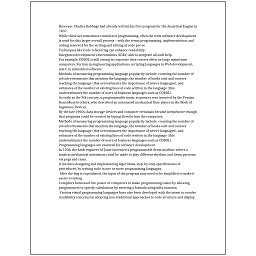 However, Charles Babbage had already written his first program for the Analytical Engine in
1837.
While these are sometimes considered programming, often the term software development
is used for this larger overall process – with the terms programming, implementation, and
coding reserved for the writing and editing of code per se.
Techniques like Code refactoring can enhance readability.
Integrated development environments (IDEs) aim to integrate all such help.
For example, COBOL is still strong in corporate data centers often on large mainframe
computers, Fortran in engineering applications, scripting languages in Web development,
and C in embedded software.
Methods of measuring programming language popularity include: counting the number of
job advertisements that mention the language, the number of books sold and courses
teaching the language (this overestimates the importance of newer languages), and
estimates of the number of existing lines of code written in the language (this
underestimates the number of users of business languages such as COBOL).
As early as the 9th century, a programmable music sequencer was invented by the Persian
Banu Musa brothers, who described an automated mechanical flute player in the Book of
Ingenious Devices.
By the late 1960s, data storage devices and computer terminals became inexpensive enough
that programs could be created by typing directly into the computers.
Methods of measuring programming language popularity include: counting the number of
job advertisements that mention the language, the number of books sold and courses
teaching the language (this overestimates the importance of newer languages), and
estimates of the number of existing lines of code written in the language (this
underestimates the number of users of business languages such as COBOL).
Programming languages are essential for software development.
In 1206, the Arab engineer Al-Jazari invented a programmable drum machine where a
musical mechanical automaton could be made to play different rhythms and drum patterns,
via pegs and cams.
It involves designing and implementing algorithms, step-by-step specifications of
procedures, by writing code in one or more programming languages.
After the bug is reproduced, the input of the program may need to be simplified to make it
easier to debug.
Compilers harnessed the power of computers to make programming easier by allowing
programmers to specify calculations by entering a formula using infix notation.
Various visual programming languages have also been developed with the intent to resolve
readability concerns by adopting non-traditional approaches to code structure and display.